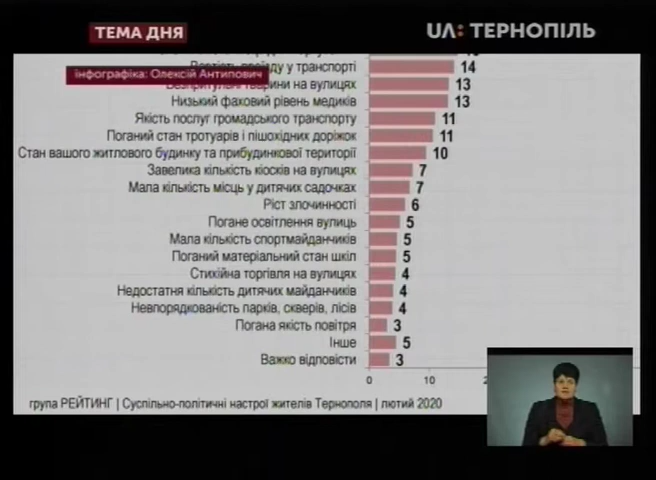 ТЕМА ДНЯ
UA: ТЕРНОПІЛЬ
інфографіка: Олексій Антипович
у транспорті 14
тварини на вулицях 13
Низький фаховий рівень медиків 13
Якість послуг громадського транспорту 11
Поганий стан тротуарів і пішохідних доріжок 11
Стан вашого житлового будинку та прибудинкової території 10
Завелика кількість кіосків на вулицях 7
Мала кількість місць у дитячих садочках 7
Ріст злочинності 6
Погане освітлення вулиць 5
Мала кількість спортмайданчиків 5
Поганий матеріальний стан шкіл 5
Стихійна торгівля на вулицях 4
Недостатня кількість дитячих майданчиків 4
Невпорядкованість парків, скверів, лісів 4
Погана якість повітря 3
Інше 5
Важко відповісти 3
0 10
група РЕЙТИНГ | Суспільно-політичні настрої жителів Тернополя | лютий 2020